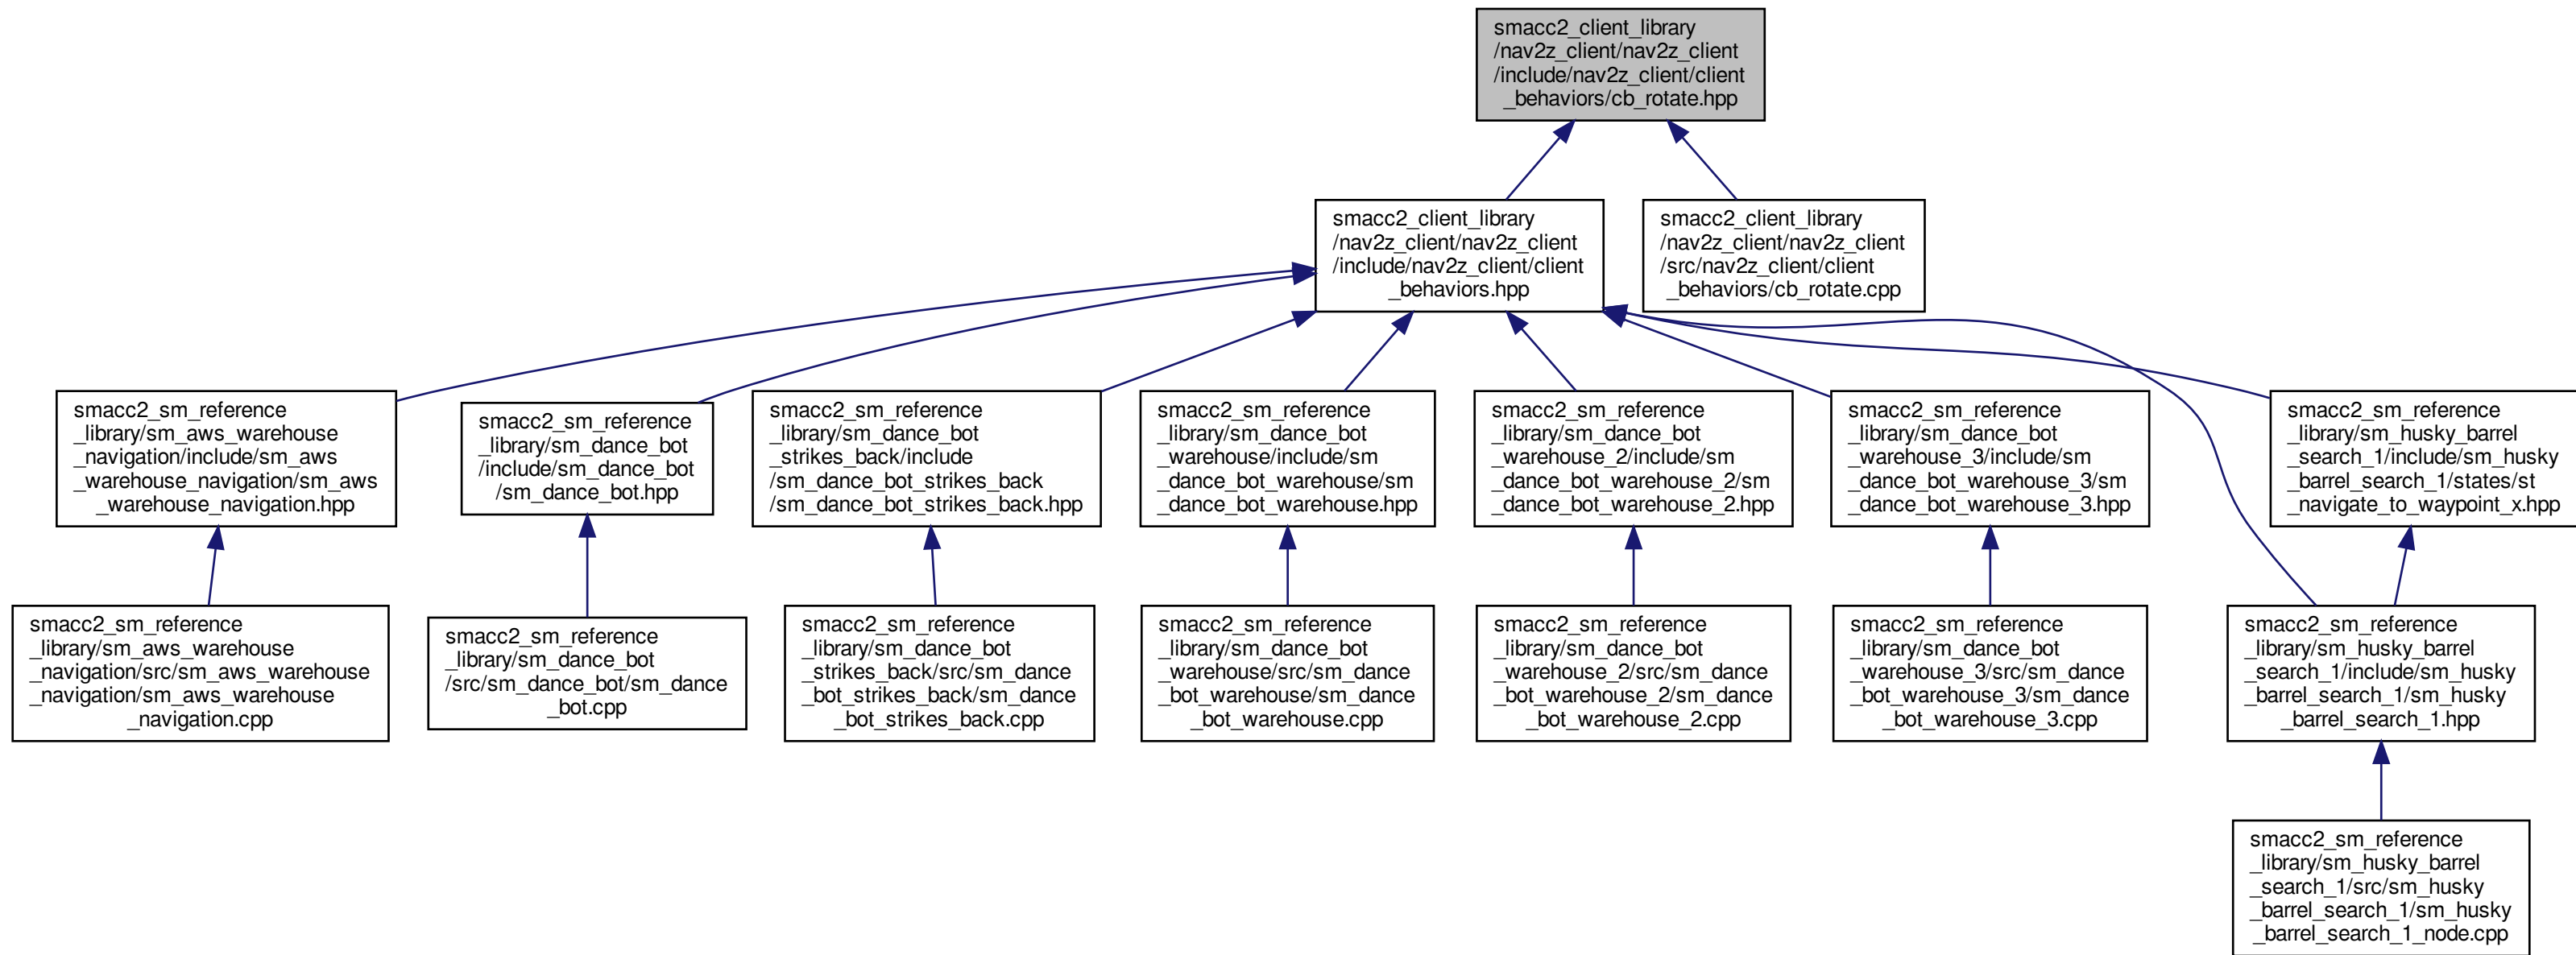 smacc2_client_library
/nav2z_client/nav2z_client
/include/nav2z_client/client
_behaviors/cb_rotate.hpp
smacc2_client_library
/nav2z_client/nav2z_client
/include/nav2z_client/client
_behaviors.hpp
smacc2_client_library
/nav2z_client/nav2z_client
/src/nav2z_client/client
_behaviors/cb_rotate.cpp
smacc2_sm_reference
_library/sm_aws_warehouse
_navigation/include/sm_aws
_warehouse_navigation/sm_aws
_warehouse_navigation.hpp
smacc2_sm_reference
_library/sm_dance_bot
/include/sm_dance_bot
/sm_dance_bot.hpp
smacc2_sm_reference
_library/sm_dance_bot
_strikes_back/include
/sm_dance_bot_strikes_back
/sm_dance_bot_strikes_back.hpp
smacc2_sm_reference
_library/sm_dance_bot
_warehouse/include/sm
_dance_bot_warehouse/sm
_dance_bot_warehouse.hpp
smacc2_sm_reference
_library/sm_dance_bot
_warehouse_2/include/sm
_dance_bot_warehouse_2/sm
_dance_bot_warehouse_2.hpp
smacc2_sm_reference
_library/sm_dance_bot
_warehouse_3/include/sm
_dance_bot_warehouse_3/sm
_dance_bot_warehouse_3.hpp
smacc2_sm_reference
_library/sm_husky_barrel
_search_1/include/sm_husky
_barrel_search_1/states/st
_navigate_to_waypoint_x.hpp
smacc2_sm_reference
_library/sm_aws_warehouse
_navigation/src/sm_aws_warehouse
_navigation/sm_aws_warehouse
_navigation.cpp
smacc2_sm_reference
_library/sm_dance_bot
/src/sm_dance_bot/sm_dance
_bot.cpp
smacc2_sm_reference
_library/sm_dance_bot
_strikes_back/src/sm_dance
_bot_strikes_back/sm_dance
_bot_strikes_back.cpp
smacc2_sm_reference
_library/sm_dance_bot
_warehouse/src/sm_dance
_bot_warehouse/sm_dance
_bot_warehouse.cpp
smacc2_sm_reference
_library/sm_dance_bot
_warehouse_2/src/sm_dance
_bot_warehouse_2/sm_dance
_bot_warehouse_2.cpp
smacc2_sm_reference
_library/sm_dance_bot
_warehouse_3/src/sm_dance
_bot_warehouse_3/sm_dance
_bot_warehouse_3.cpp
smacc2_sm_reference
_library/sm_husky_barrel
_search_1/include/sm_husky
_barrel_search_1/sm_husky
_barrel_search_1.hpp
smacc2_sm_reference
_library/sm_husky_barrel
_search_1/src/sm_husky
_barrel_search_1/sm_husky
_barrel_search_1_node.cpp